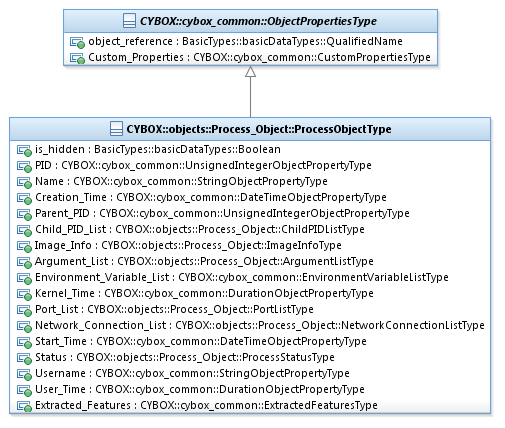 CYBOX::cybox_common::ObjectPropertiesType
object_reference : BasicTypes::basicDataTypes::QualifiedName
Custom_Properties : CYBOX::cybox_common::CustomPropertiesType
CYBOX::objects::Process_Object::ProcessObjectType
is_hidden : BasicTypes::basicDataTypes::Boolean
PID : CYBOX::cybox_common::UnsignedIntegerObjectPropertyType
Name : CYBOX::cybox_common::StringObjectPropertyType
Creation_Time : CYBOX::cybox_common::DateTimeObjectPropertyType
Parent_PID : CYBOX::cybox_common::UnsignedIntegerObjectPropertyType
Child_PID_List : CYBOX::objects::Process_Object::ChildPIDListType
Image_Info : CYBOX::objects::Process_Object::ImageInfoType
Argument_List : CYBOX::objects::Process_Object::ArgumentListType
Environment_Variable_List : CYBOX::cybox_common::EnvironmentVariableListType
Kernel_Time : CYBOX::cybox_common::DurationObjectPropertyType
Port_List : CYBOX::objects::Process_Object::PortListType
Network_Connection_List : CYBOX::objects::Process_Object::NetworkConnectionListType
Start_Time : CYBOX::cybox_common::DateTimeObjectPropertyType
Status : CYBOX::objects::Process_Object::ProcessStatusType
Username : CYBOX::cybox_common::StringObjectPropertyType
User_Time : CYBOX::cybox_common::DurationObjectPropertyType
Extracted_Features : CYBOX::cybox_common::ExtractedFeaturesType